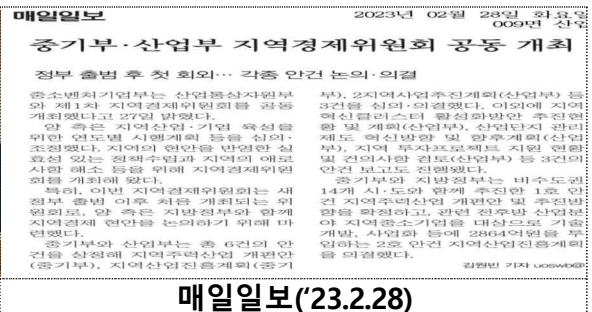 매일일보
2023년 02월 28일 화요일
009면 산업
중기부·산업부 지역경제위원회 공동 개최
정부 출범 후 첫 회의… 각종 안건 논의·의결
중소벤처기업부는 산업통상자원부
와 제1차 지역경제위원회를 공동
개최했다고 27일 밝혔다.
양 측은 지역산업·기업 육성을
위한 연도별 시행계획 등을 심의·
조정했다. 지역의 현안을 반영한 실
효성 있는 정책수립과 지역의 애로
사항 해소 등을 위해 지역경제위원
회를 개최해 왔다.
특히, 이번 지역경제위원회는 새
정부 출범 이후 처음 개최되는 위
원회로, 양 측은 지방정부와 함께
지역경제 현안을 논의하기 위해 마
련했다.
중기부와 산업부는 총 6건의 안
건을 상정해 지역주력산업 개편안
(중기부), 지역산업진흥계획(중기
부), 2지역사업추진계획(산업부) 등
3건을 심의·의결했다. 이외에 지역
혁신클러스터 활성화방안 추진현
황 및 계획(산업부), 산업단지 관리
제도 혁신방향 및 향후계획(산업
부), 지역 투자프로젝트 지원 현황
및 건의사항 검토(산업부) 등 3건의
안건 보고도 진행됐다.
중기부와 지방정부는 비수도권
14개 시·도와 함께 추진한 1호 안
건 지역주력산업 개편안 및 추진방
향을 확정하고, 관련 전후방 산업분
야 지역중소기업을 대상으로 기술
개발, 사업화 등에 2864억원을 투
입하는 2호 안건 지역산업진흥계획
을 의결했다.
김원빈 기자 uoswb@
매일일보('23.2.28)